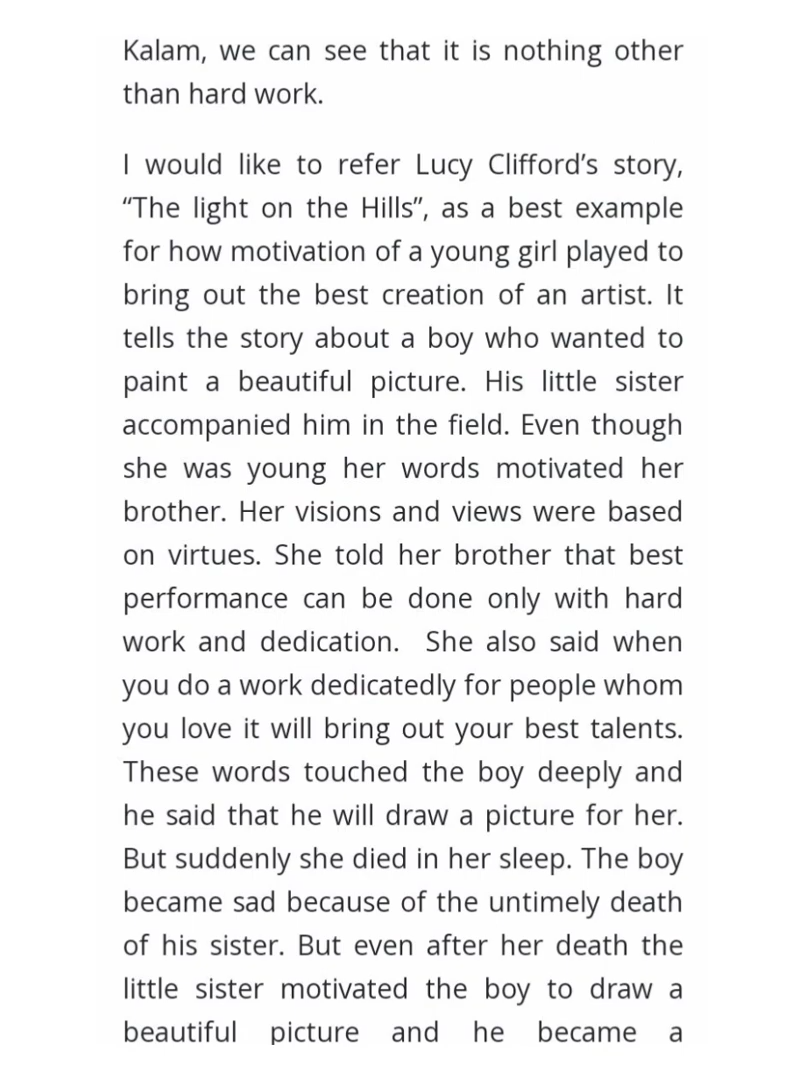 Kalam, we can see that it is nothing other
than hard work.
I would like to refer Lucy Clifford’s story,
“The light on the Hills”, as a best example
for how motivation of a young girl played to
bring out the best creation of an artist. It
tells the story about a boy who wanted to
paint a beautiful picture. His little sister
accompanied him in the field. Even though
she was young her words motivated her
brother. Her visions and views were based
on virtues. She told her brother that best
performance can be done only with hard
work and dedication.  She also said when
you do a work dedicatedly for people whom
you love it will bring out your best talents.
These words touched the boy deeply and
he said that he will draw a picture for her.
But suddenly she died in her sleep. The boy
became sad because of the untimely death
of his sister. But even after her death the
little sister motivated the boy to draw a
beautiful picture and he became a